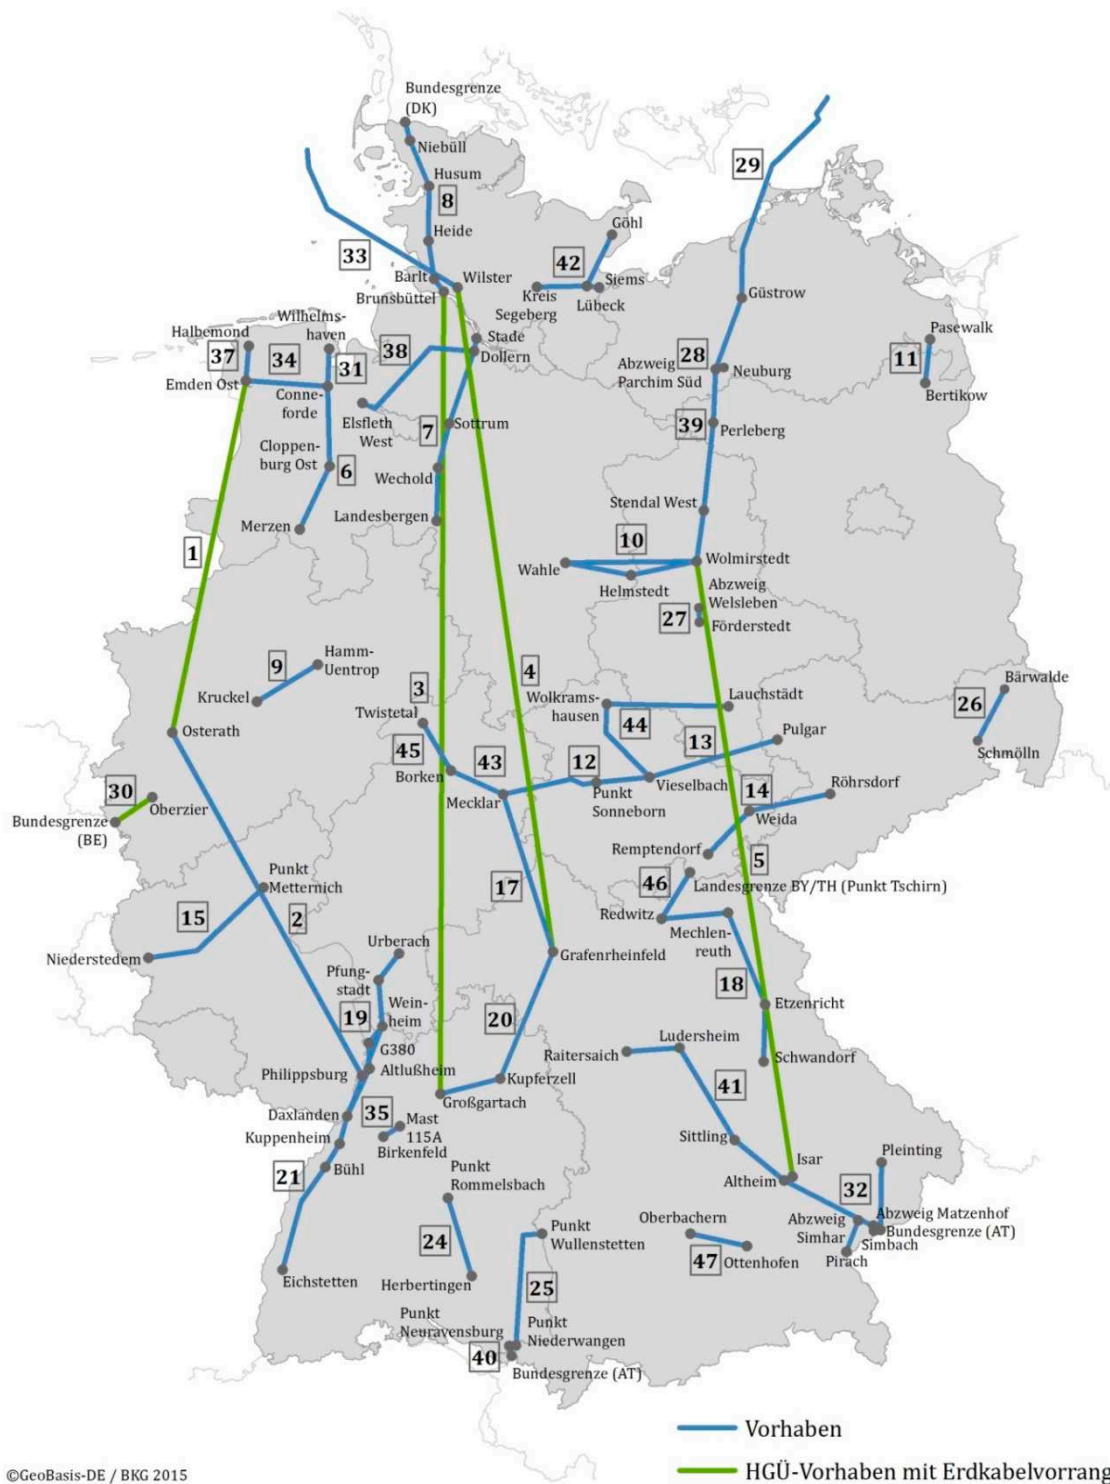 Bundesgrenze
(DK)
Niebüll
Husum
8
Heide
29
Göhl
33
42
Barlt
Wilster
Siems
Brunsbüttel
Kreis
Segeberg
Lübeck
Güstrow
Wilhelms-
haven
Halbemond
Stade
Pasewalk
37
34
31
38
Dollern
28
Abzweig
Parchim Süd
Neuburg
11
Emden Ost
Conne-
forde
Bertikow
Elsfleth
West
7
Sottrum
39
Perleberg
Cloppen-
burg Ost
6
Wechold
Merzen
Landesbergen
Stendal West
1
10
Wahle
Wolmirstedt
Helmstedt
Abzweig
Welsleben
27
Förderstedt
9
Hamm-
Uentrop
4
Kruckel
3
Bärwalde
Wolkrams-
hausen
Lauchstädt
26
Twistetal
Osterath
44
13
Pulgar
Schmölln
45
Borken
43
12
30
Oberzier
Mecklar
Punkt
Sonneborn
Vieselbach
14
Röhrsdorf
Bundesgrenze
(BE)
Weida
Remptendorf
5
Punkt
Metternich
17
46
Landesgrenze BY/TH (Punkt Tschirn)
15
2
Redwitz
Mechlen-
reuth
Niederstedem
Urberach
Grafenrheinfeld
Pfung-
stadt
18
Etzenricht
19
Wein-
heim
20
Ludersheim
G380
Raitersaich
Schwandorf
Philippsburg
Altlußheim
Kupferzell
41
Großgartach
Daxlanden
35
Mast
115A
Kuppenheim
Birkenfeld
Sittling
Pleinting
21
Bühl
Punkt
Rommelsbach
Isar
Altheim
32
Abzweig Matzenhof
Oberbachern
Abzweig
Simhar
Bundesgrenze (AT)
Simbach
24
Punkt
Wullenstetten
Pirach
47
Ottenhofen
Eichstetten
Herbertingen
25
Punkt
Neuravensburg
Punkt
Niederwangen
40
Bundesgrenze (AT)
Vorhaben
HGÜ-Vorhaben mit Erdkabelvorrang
©GeoBasis-DE / BKG 2015